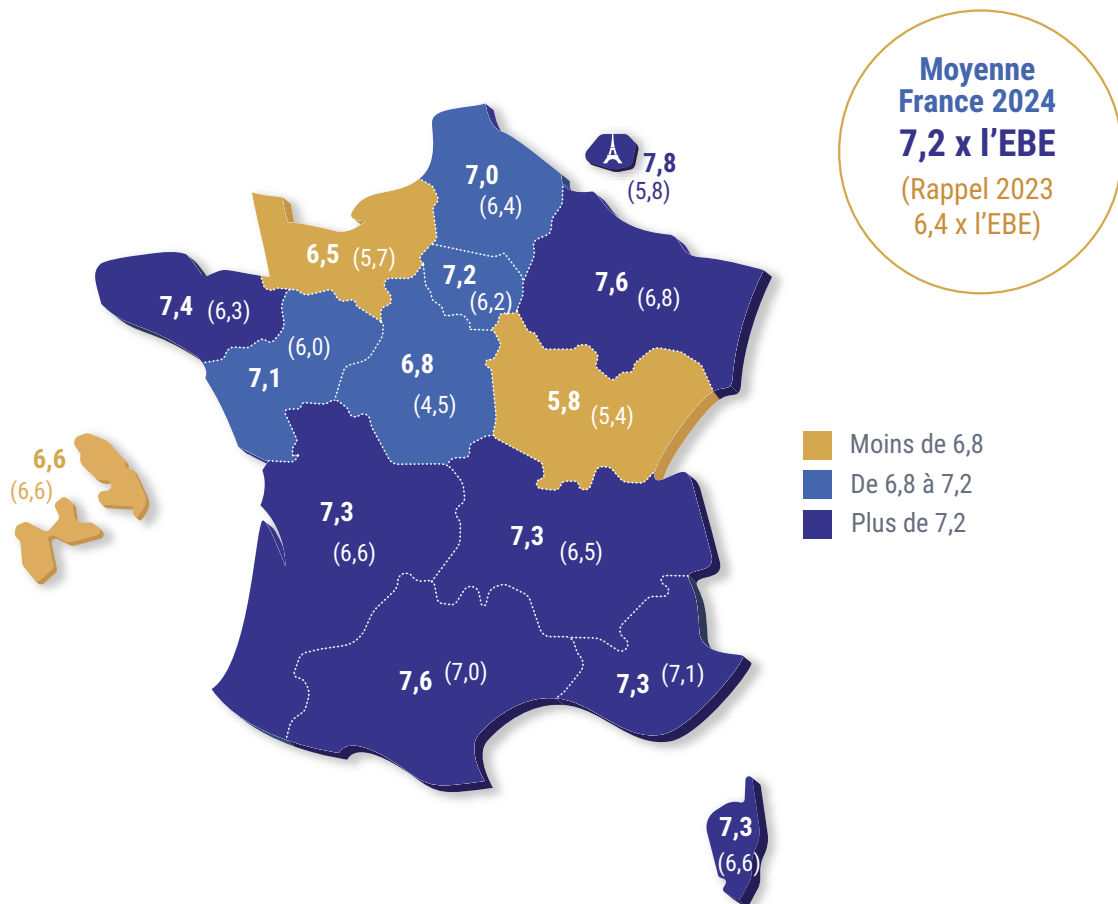 Moyenne
France 2024
7,2 x l’EBE
(Rappel 2023
6,4 x l’EBE)
7,8
(5,8)
7,0
(6,4)
6,5 (5,7)
7,2
(6,2)
7,6 (6,8)
7,4 (6,3)
(6,0)
7,1
6,8
(4,5)
5,8 (5,4)
6,6
(6,6)
7,3
(6,6)
7,3 (6,5)
7,6 (7,0)
7,3 (7,1)
7,3
(6,6)
Moins de 6,8
De 6,8 à 7,2
Plus de 7,2